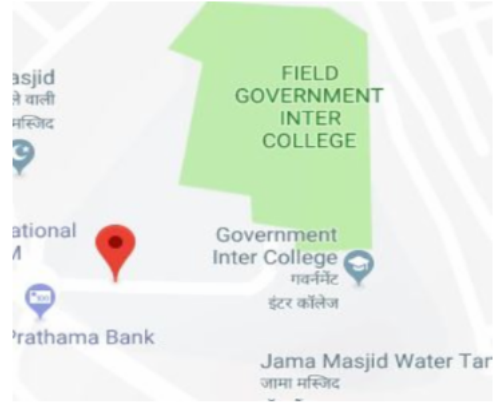 FIELD
GOVERNMENT
INTER
COLLEGE
asjid
ले वाली
मस्जिद
ational
M
Government
Inter College
गवर्नमेंट
इंटर कॉलेज
Prathama Bank
Jama Masjid Water Tan
जामा मस्जिद